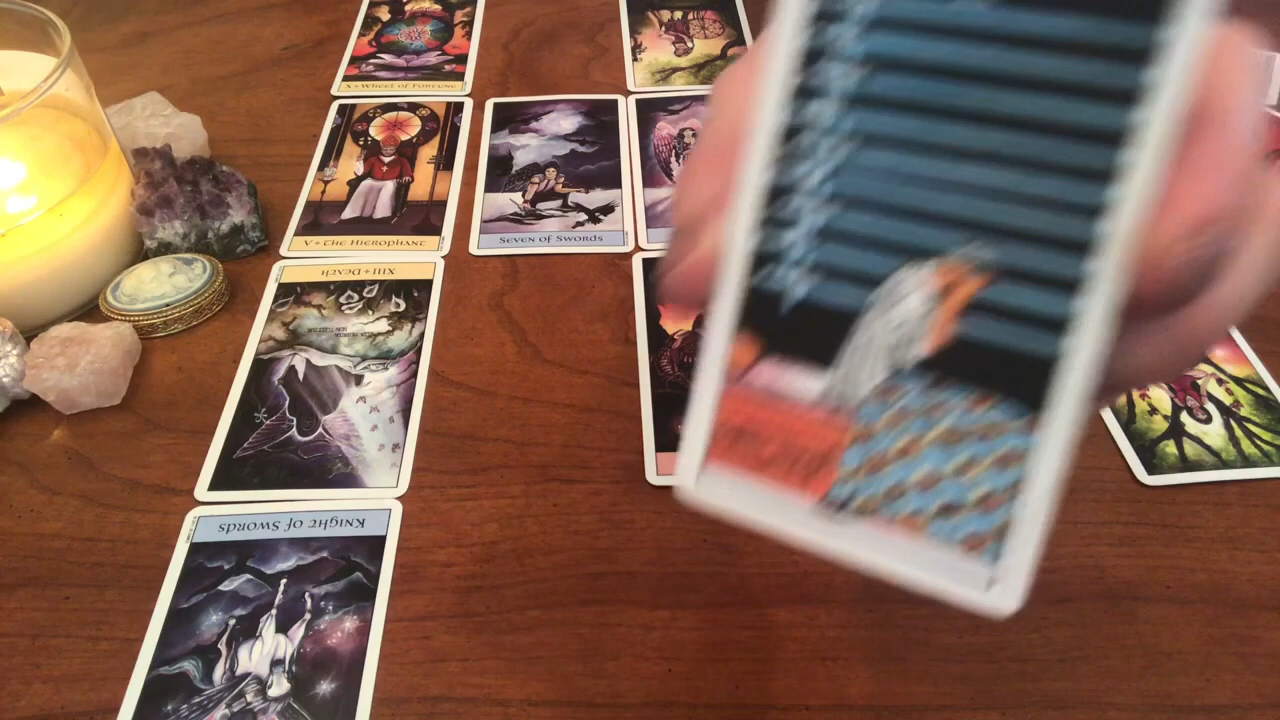 X • Wheel of Fortune
V • The Hierophant
Seven of Swords
XIII • Death
Knight of Swords